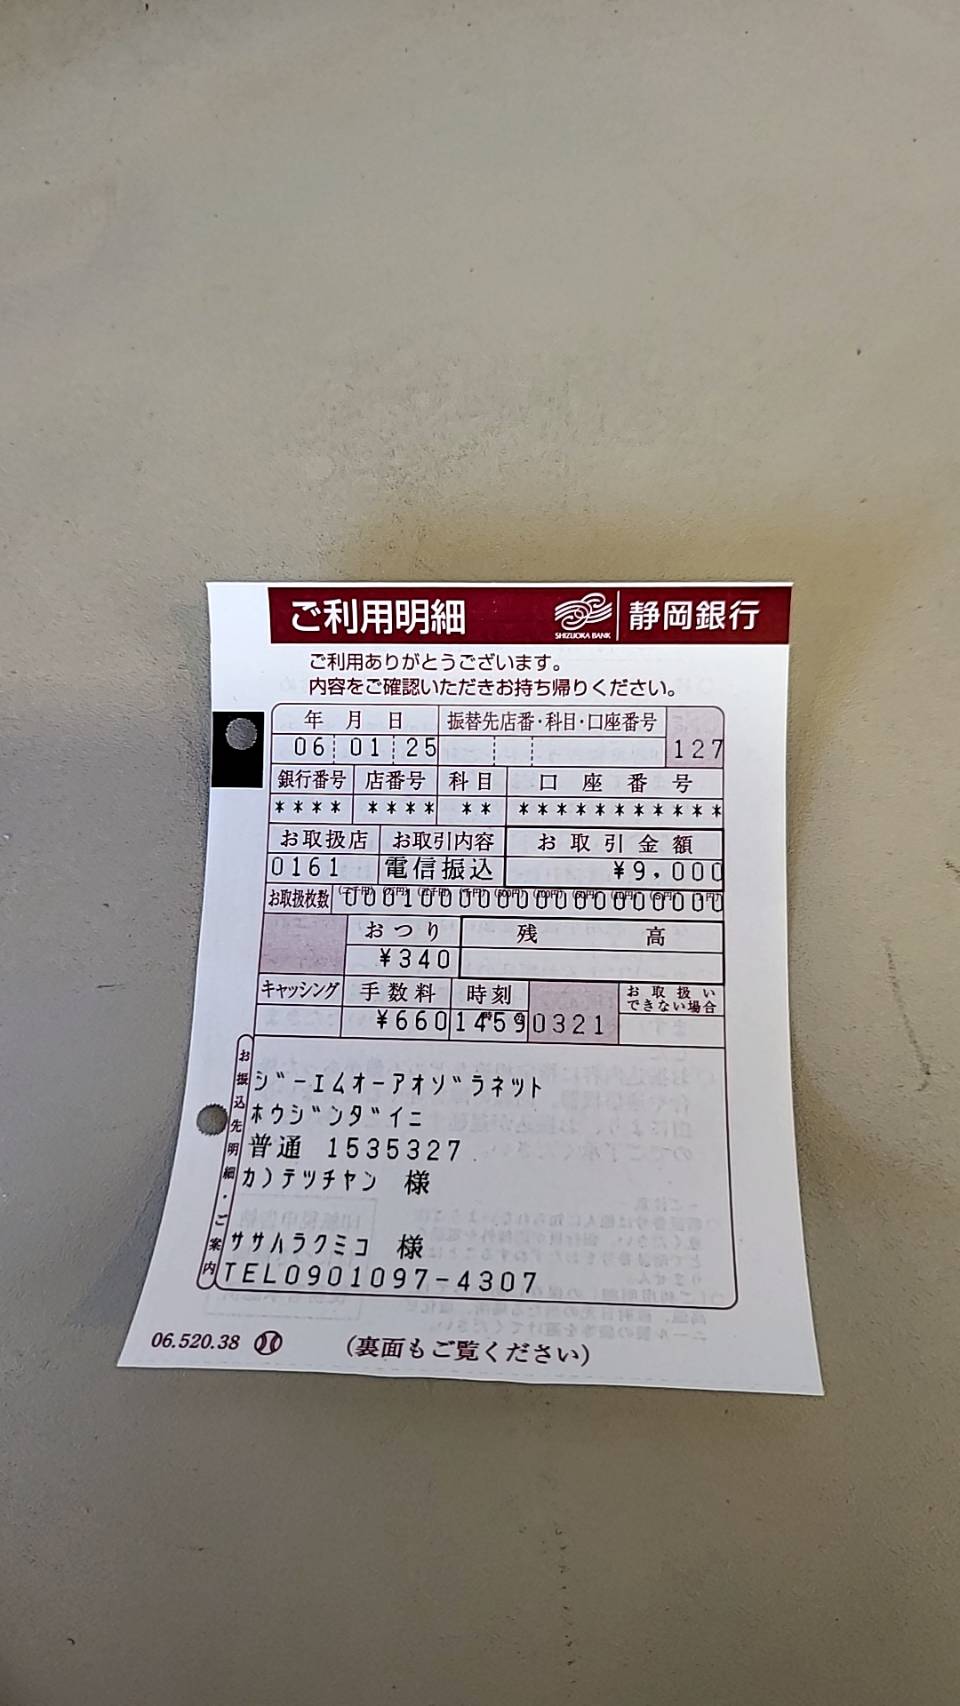 ご利用明細 SHIZUOKA BANK 静岡銀行
ご利用ありがとうございます。
内容をご確認いただきお持ち帰りください。
年 月 日 振替先店番・科目・口座番号
06 01 25 127
銀行番号 店番号 科目 口座番号
**** **** ** ***********
お取扱店 お取引内容 お取引金額
0161 電信振込 ¥9,000
お取扱枚数
おつり 残高
¥340
キャッシング 手数料 時刻 お取扱いできない場合
¥660 1459 0321
お振込先明細・ご案内
ジーエムオーアオゾラネット
ホウジンダイニ
普通 1535327
カ)テツチヤン 様
ササハラクミコ 様
TEL0901097-4307
06.520.38 (裏面もご覧ください)